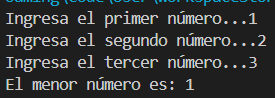 Ingresa el primer número...1
Ingresa el segundo número...2
Ingresa el tercer número...3
El menor número es: 1